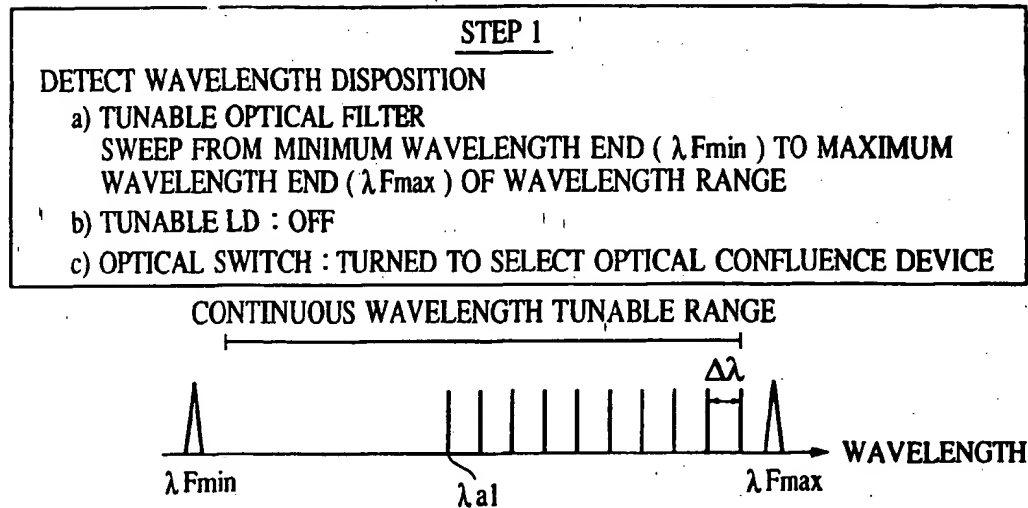 STEP 1
DETECT WAVELENGTH DISPOSITION
a) TUNABLE OPTICAL FILTER
SWEEP FROM MINIMUM WAVELENGTH END ( λFmin ) TO MAXIMUM
WAVELENGTH END ( λFmax ) OF WAVELENGTH RANGE
b) TUNABLE LD : OFF
c) OPTICAL SWITCH : TURNED TO SELECT OPTICAL CONFLUENCE DEVICE
CONTINUOUS WAVELENGTH TUNABLE RANGE
Δλ
WAVELENGTH
λFmin
λa1
λFmax